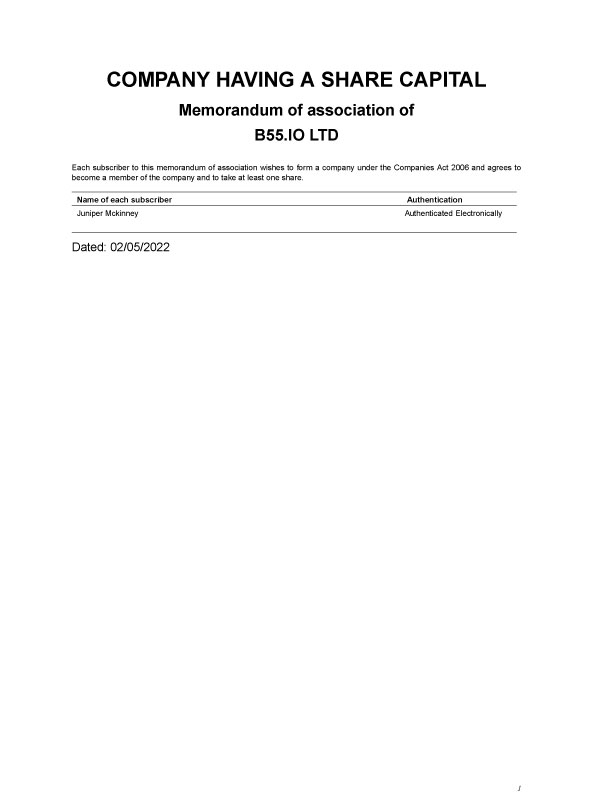 COMPANY HAVING A SHARE CAPITAL
Memorandum of association of
B55.IO LTD
Each subscriber to this memorandum of association wishes to form a company under the Companies Act 2006 and agrees to
become a member of the company and to take at least one share.
Name of each subscriber Authentication
Juniper Mckinney Authenticated Electronically
Dated: 02/05/2022
1